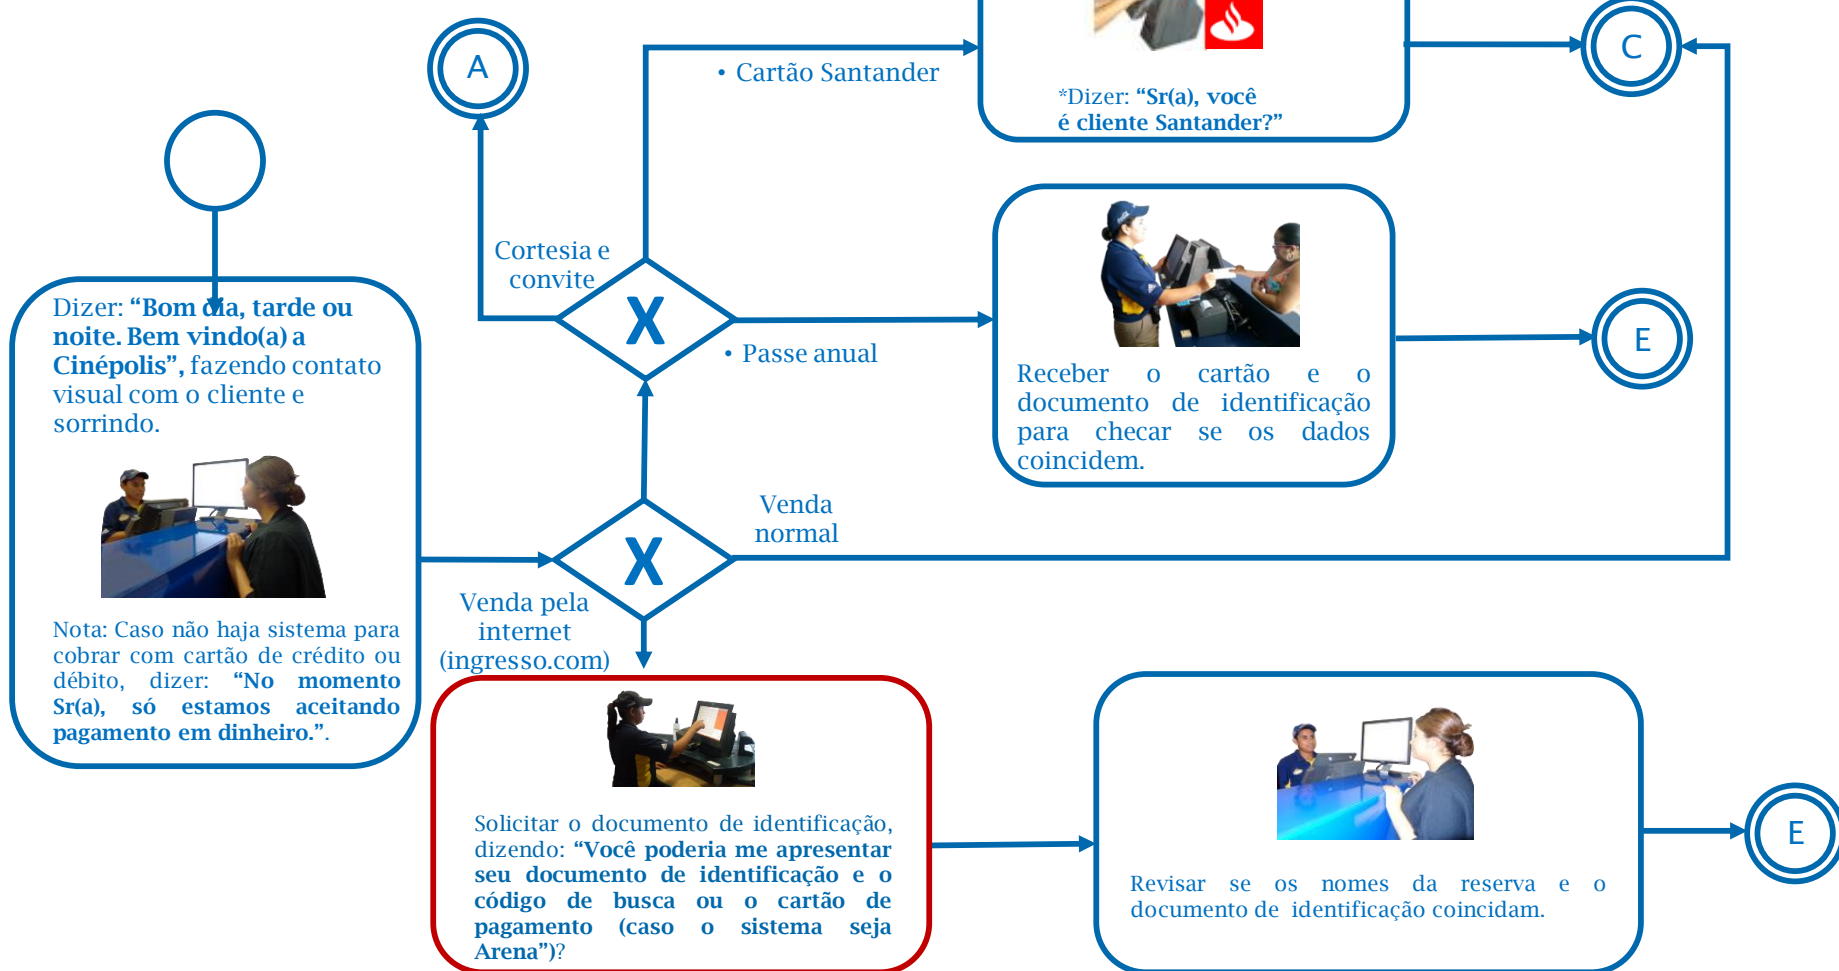 A
• Cartão Santander
*Dizer: “Sr(a), você
é cliente Santander?”
C
Cortesia e
convite
X
• Passe anual
Receber o cartão e o
documento de identificação
para checar se os dados
coincidem.
E
Dizer: “Bom dia, tarde ou
noite. Bem vindo(a) a
Cinépolis”, fazendo contato
visual com o cliente e
sorrindo.
Nota: Caso não haja sistema para
cobrar com cartão de crédito ou
débito, dizer: “No momento
Sr(a), só estamos aceitando
pagamento em dinheiro.”.
X
Venda
normal
Venda pela
internet
(ingresso.com)
Solicitar o documento de identificação,
dizendo: “Você poderia me apresentar
seu documento de identificação e o
código de busca ou o cartão de
pagamento (caso o sistema seja
Arena”)?
Revisar se os nomes da reserva e o
documento de identificação coincidam.
E